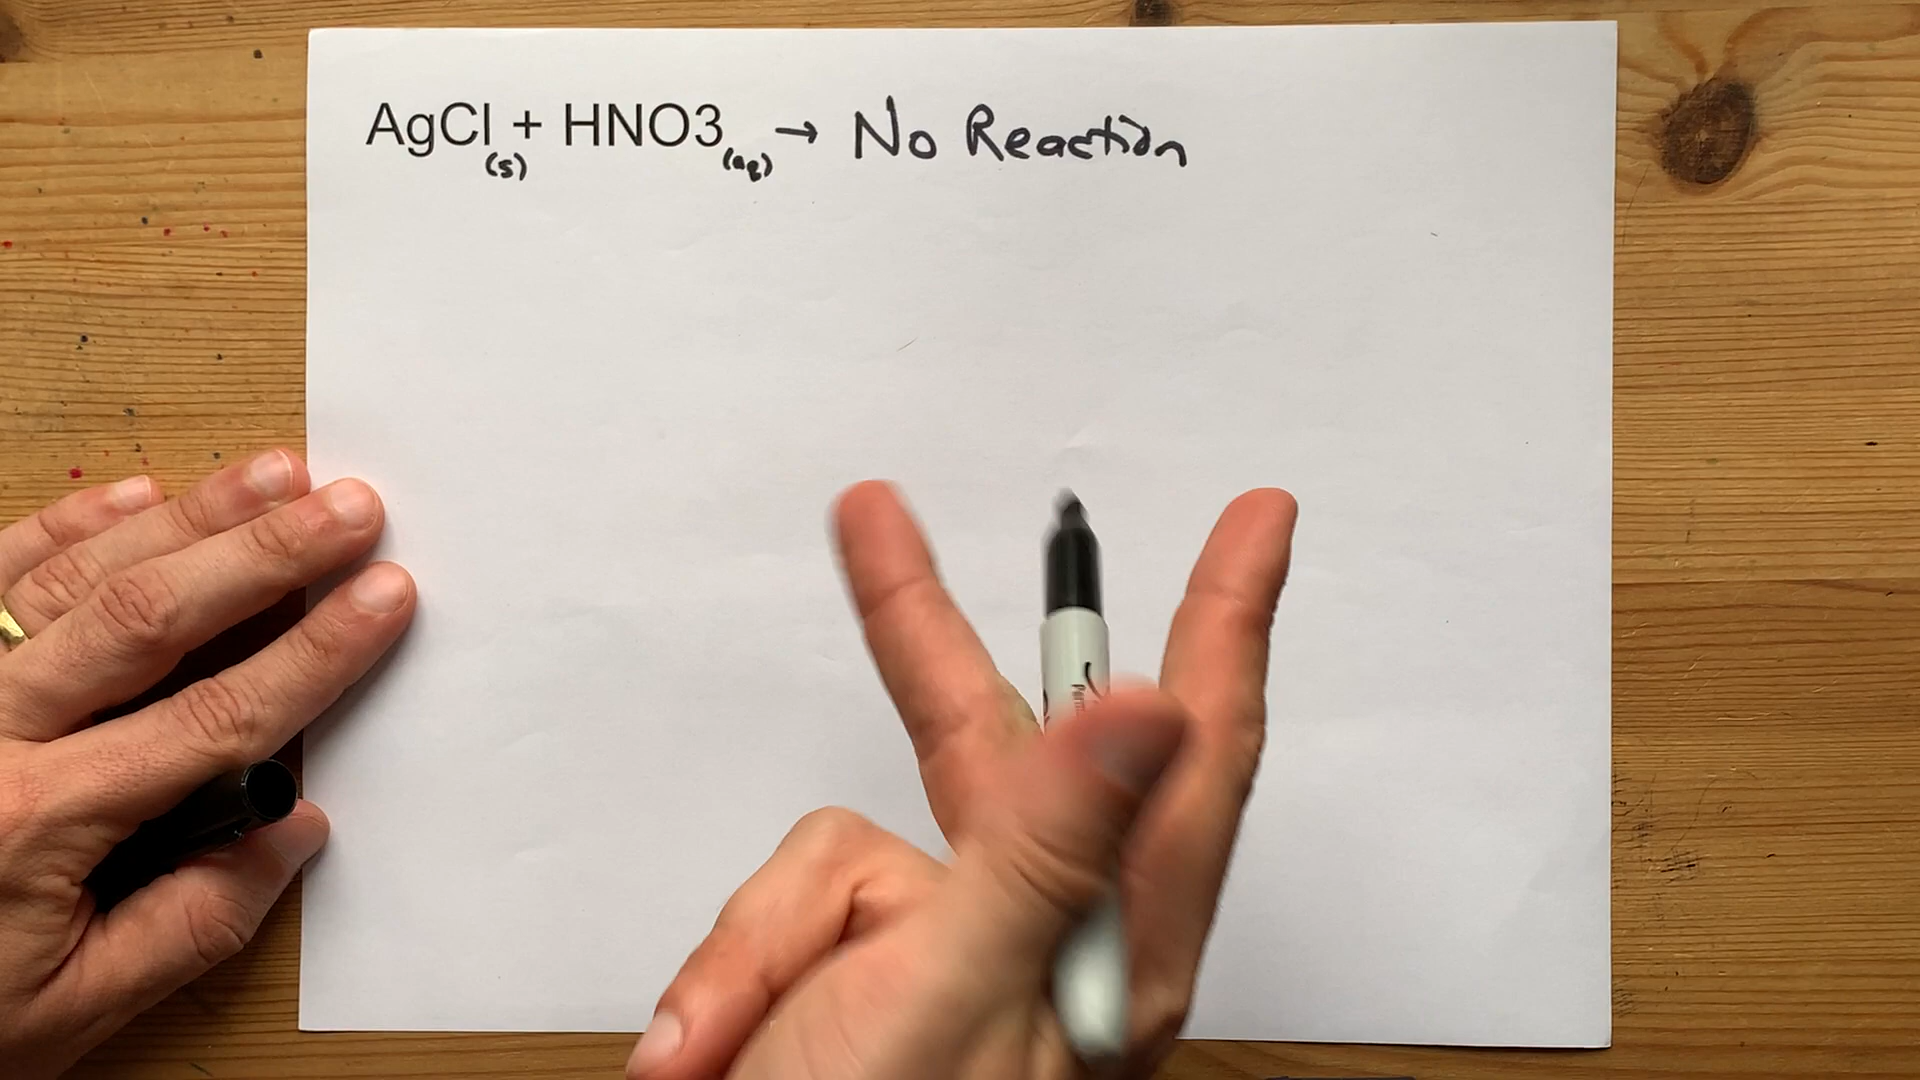 AgCl(s) + HNO3(aq) → No Reaction